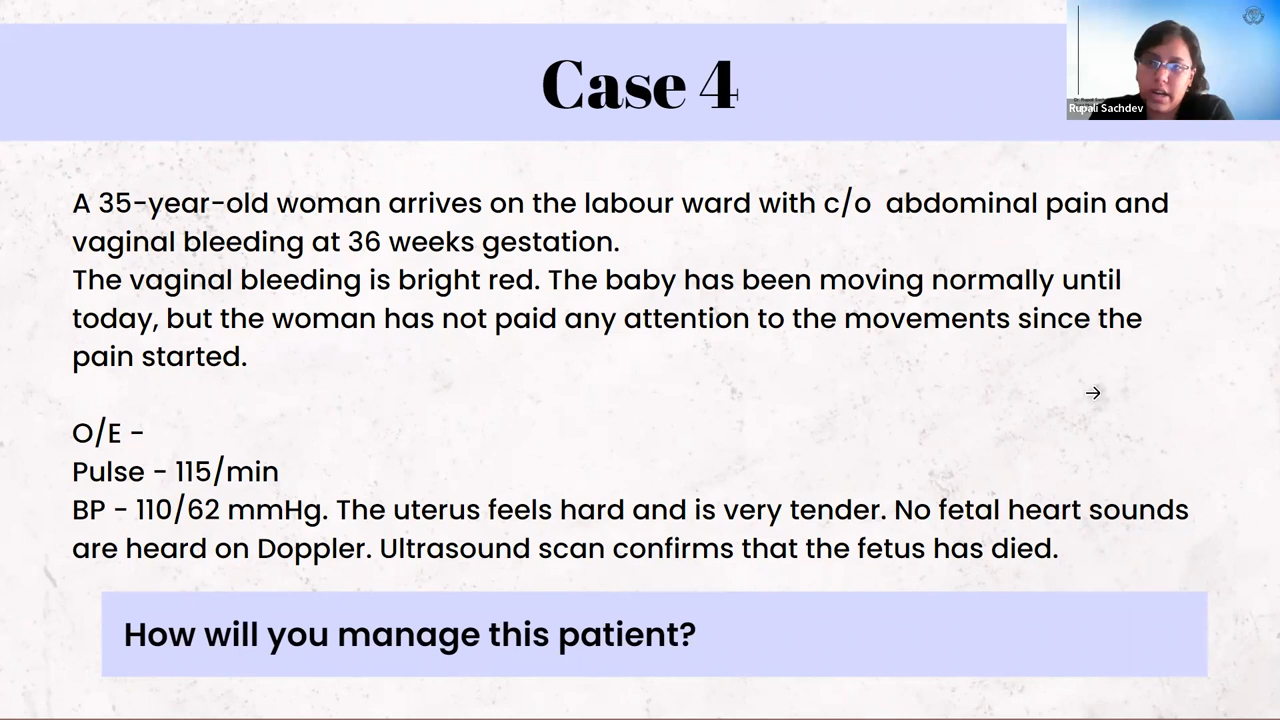 Case 4
Rupali Sachdev
A 35-year-old woman arrives on the labour ward with c/o abdominal pain and
vaginal bleeding at 36 weeks gestation.
The vaginal bleeding is bright red. The baby has been moving normally until
today, but the woman has not paid any attention to the movements since the
pain started.
O/E -
Pulse - 115/min
BP - 110/62 mmHg. The uterus feels hard and is very tender. No fetal heart sounds
are heard on Doppler. Ultrasound scan confirms that the fetus has died.
How will you manage this patient?